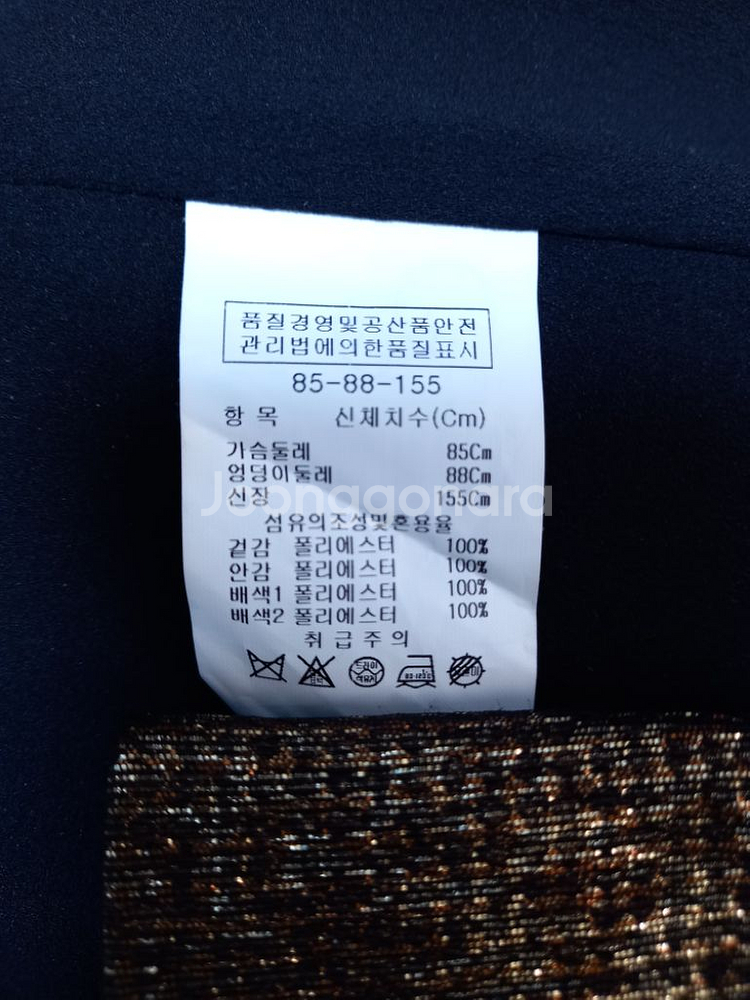 품질경영및공산품안전
관리법에의한품질표시
85-88-155
항 목 신체치수(Cm)
가슴둘레 85Cm
엉덩이둘레 88Cm
신장 155Cm
Joonggonara
섬유의조성및혼용율
겉감 폴리에스터 100%
안감 폴리에스터 100%
배색1 폴리에스터 100%
배색2 폴리에스터 100%
취급주의
드라이